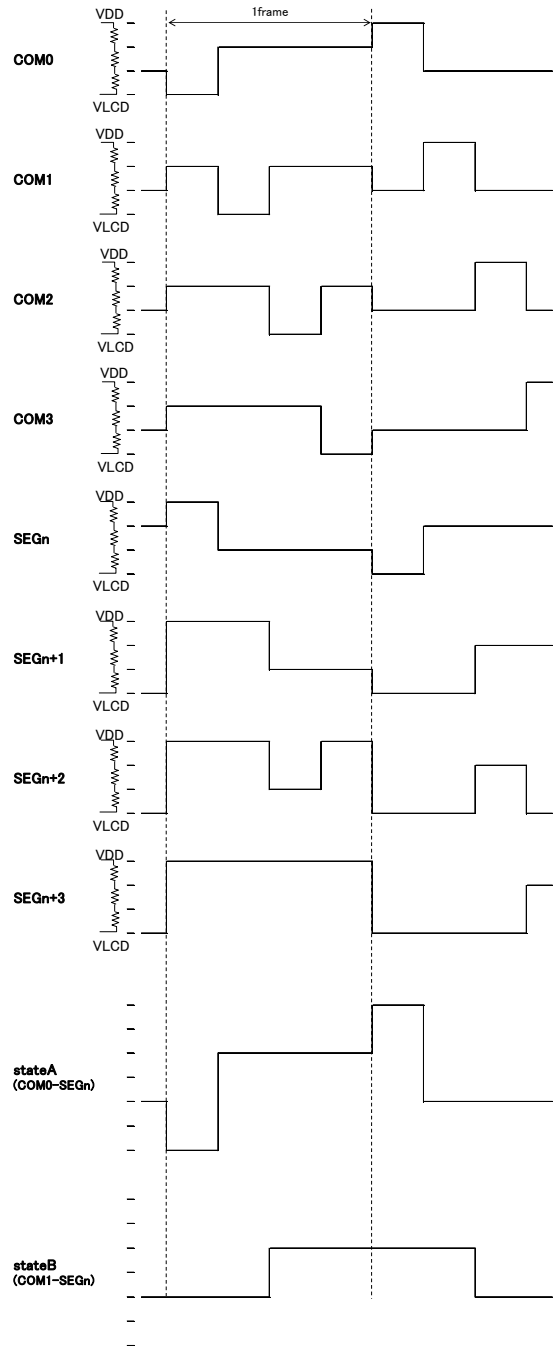 1frame
VDD
COM0
VLCD
VDD
COM1
VLCD
VDD
COM2
VLCD
VDD
COM3
VLCD
VDD
SEGn
VLCD
VDD
SEGn+1
VLCD
VDD
SEGn+2
VLCD
VDD
SEGn+3
VLCD
stateA
(COM0-SEGn)
stateB
(COM1-SEGn)